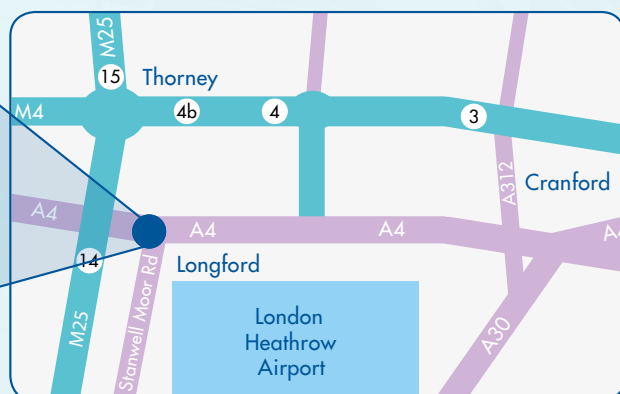 M25
15
Thorney
M4
4b
4
3
A312
Cranford
A4
A4
A4
A4
14
Longford
Stanwell Moor Rd
M25
London
Heathrow
Airport
A30